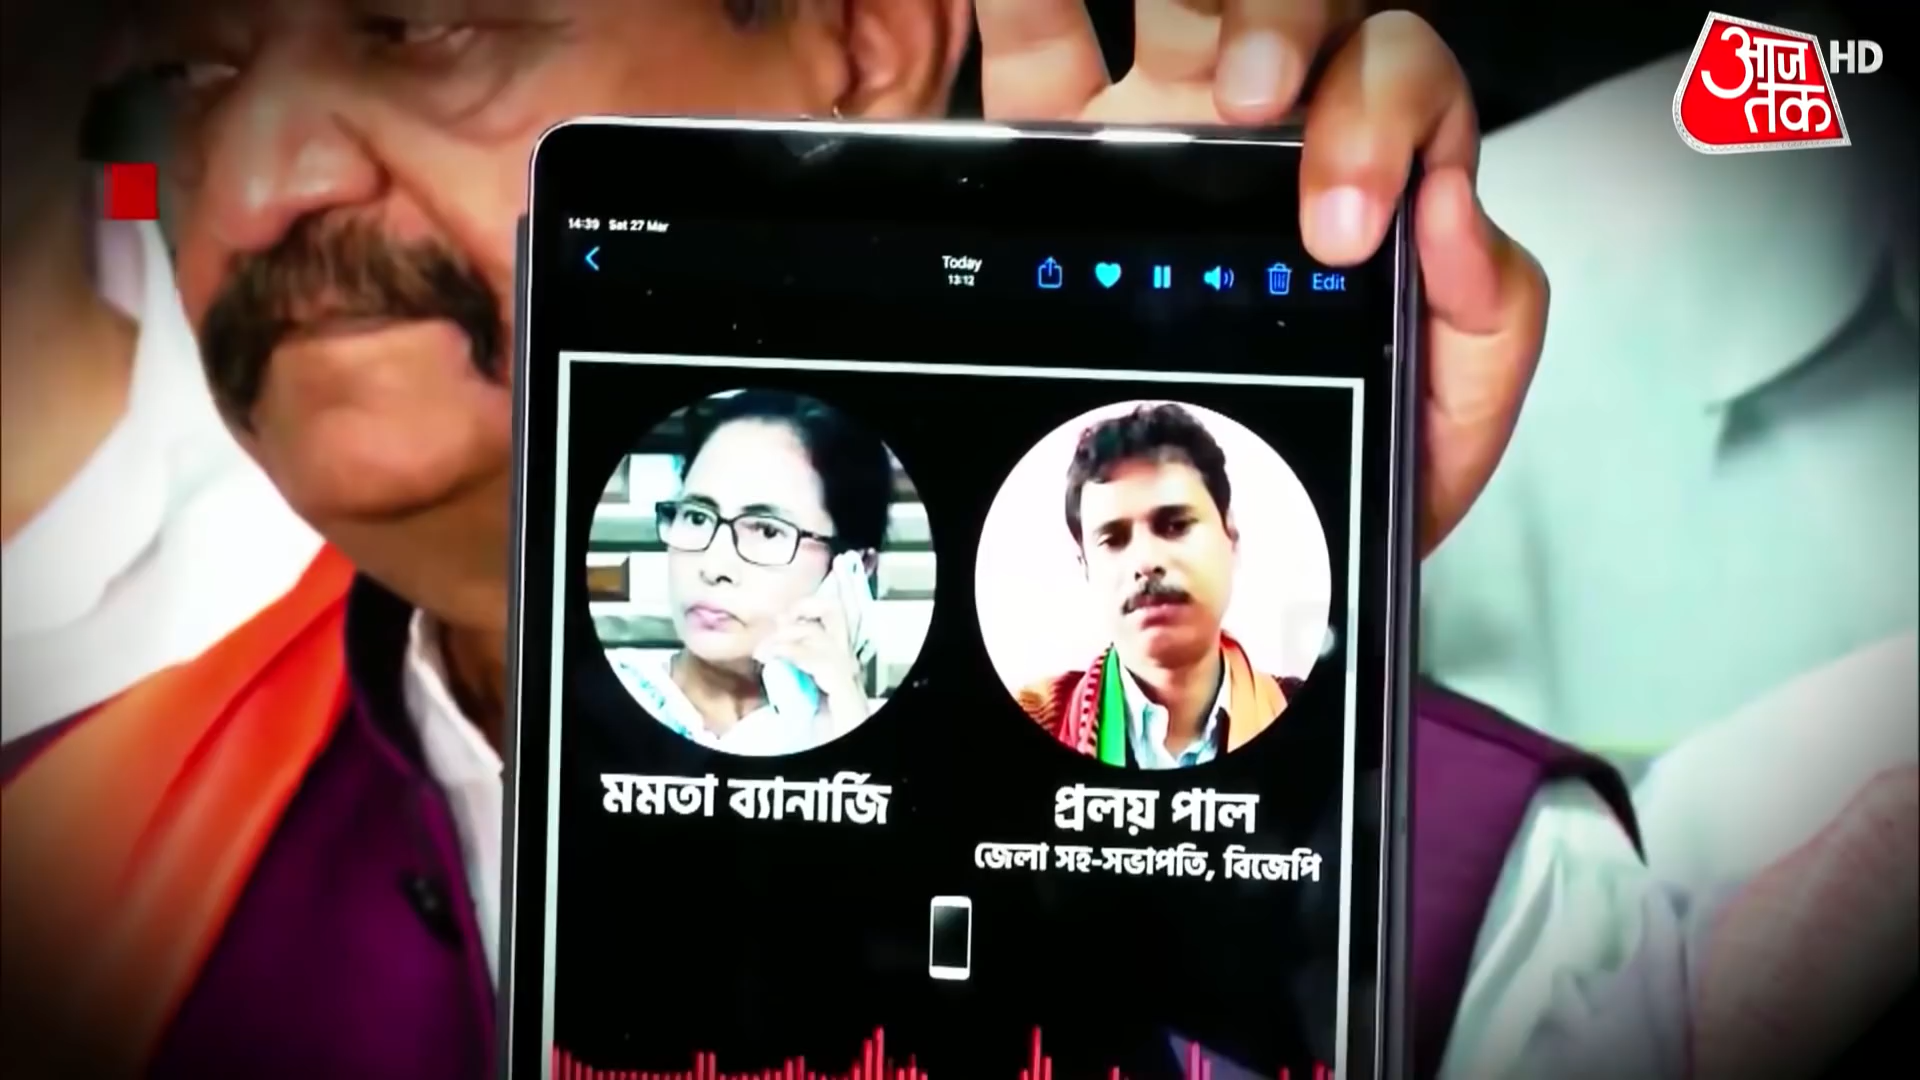 आज तक HD
14:39 Sat 27 Mar
Today
13:12
Edit
মমতা ব্যানার্জি
প্রলয় পাল
জেলা সহ-সভাপতি, বিজেপি